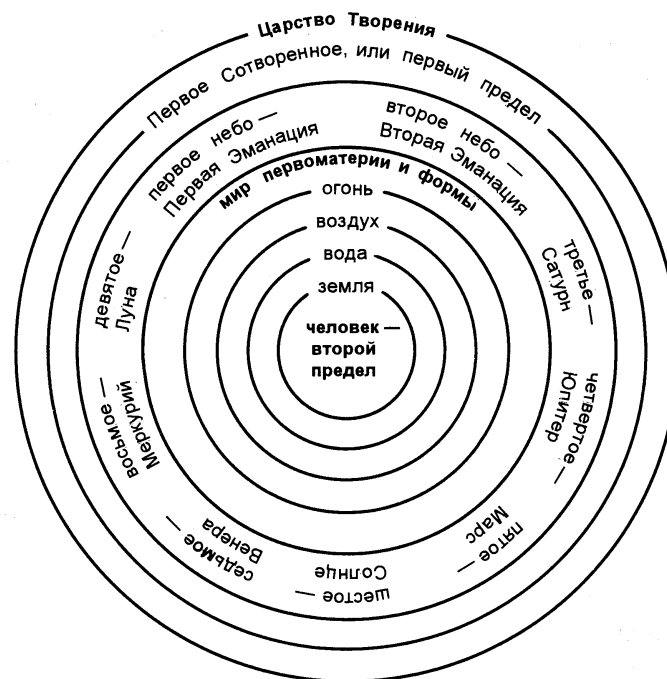 Царство Творения
Первое Сотворенное, или первый предел
первое небо —
Первая Эманация
второе небо —
Вторая Эманация
третье —
Сатурн
четвертое —
Юпитер
пятое —
Марс
шестое —
Солнце
седьмое —
Венера
восьмое —
Меркурий
девятое —
Луна
мир первоматерии и формы
огонь
воздух
вода
земля
человек —
второй
предел